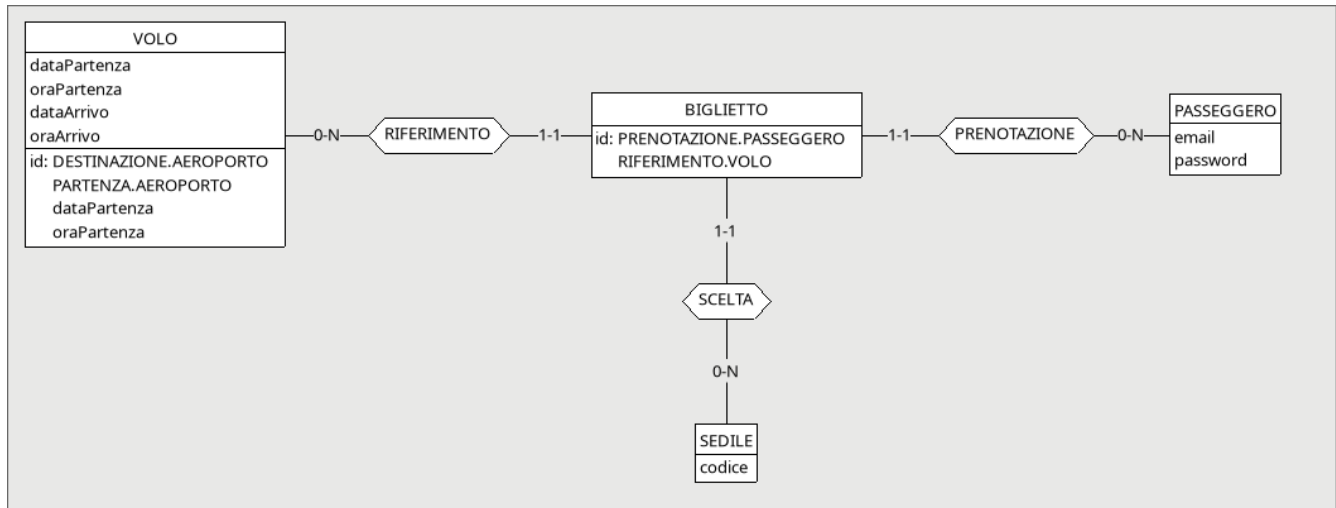 VOLO
dataPartenza
oraPartenza
dataArrivo
oraArrivo
id: DESTINAZIONE.AEROPORTO
PARTENZA.AEROPORTO
dataPartenza
oraPartenza
0-N
RIFERIMENTO
1-1
BIGLIETTO
id: PRENOTAZIONE.PASSEGGERO
RIFERIMENTO.VOLO
1-1
PRENOTAZIONE
0-N
PASSEGGERO
email
password
1-1
SCELTA
0-N
SEDILE
codice